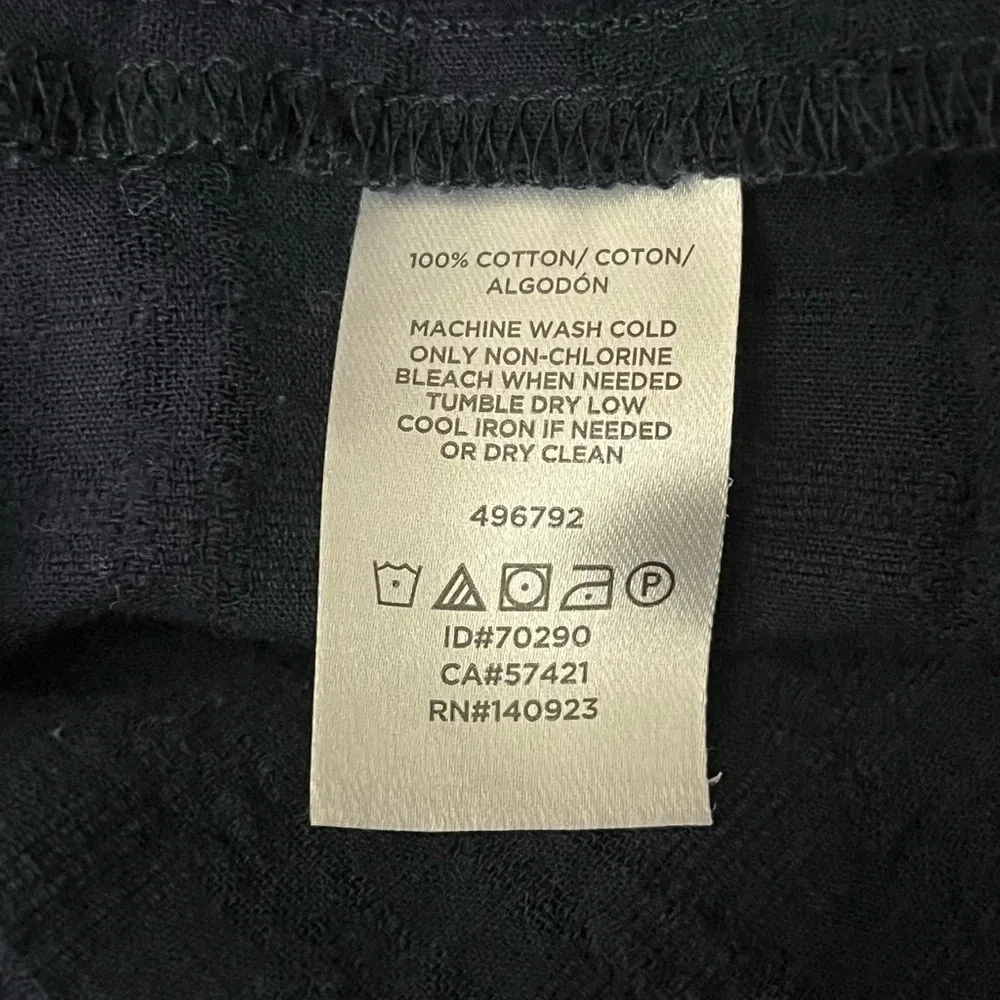 100% COTTON/ COTON/
ALGODÓN
MACHINE WASH COLD
ONLY NON-CHLORINE
BLEACH WHEN NEEDED
TUMBLE DRY LOW
COOL IRON IF NEEDED
OR DRY CLEAN
496792
P
ID#70290
CA#57421
RN#140923